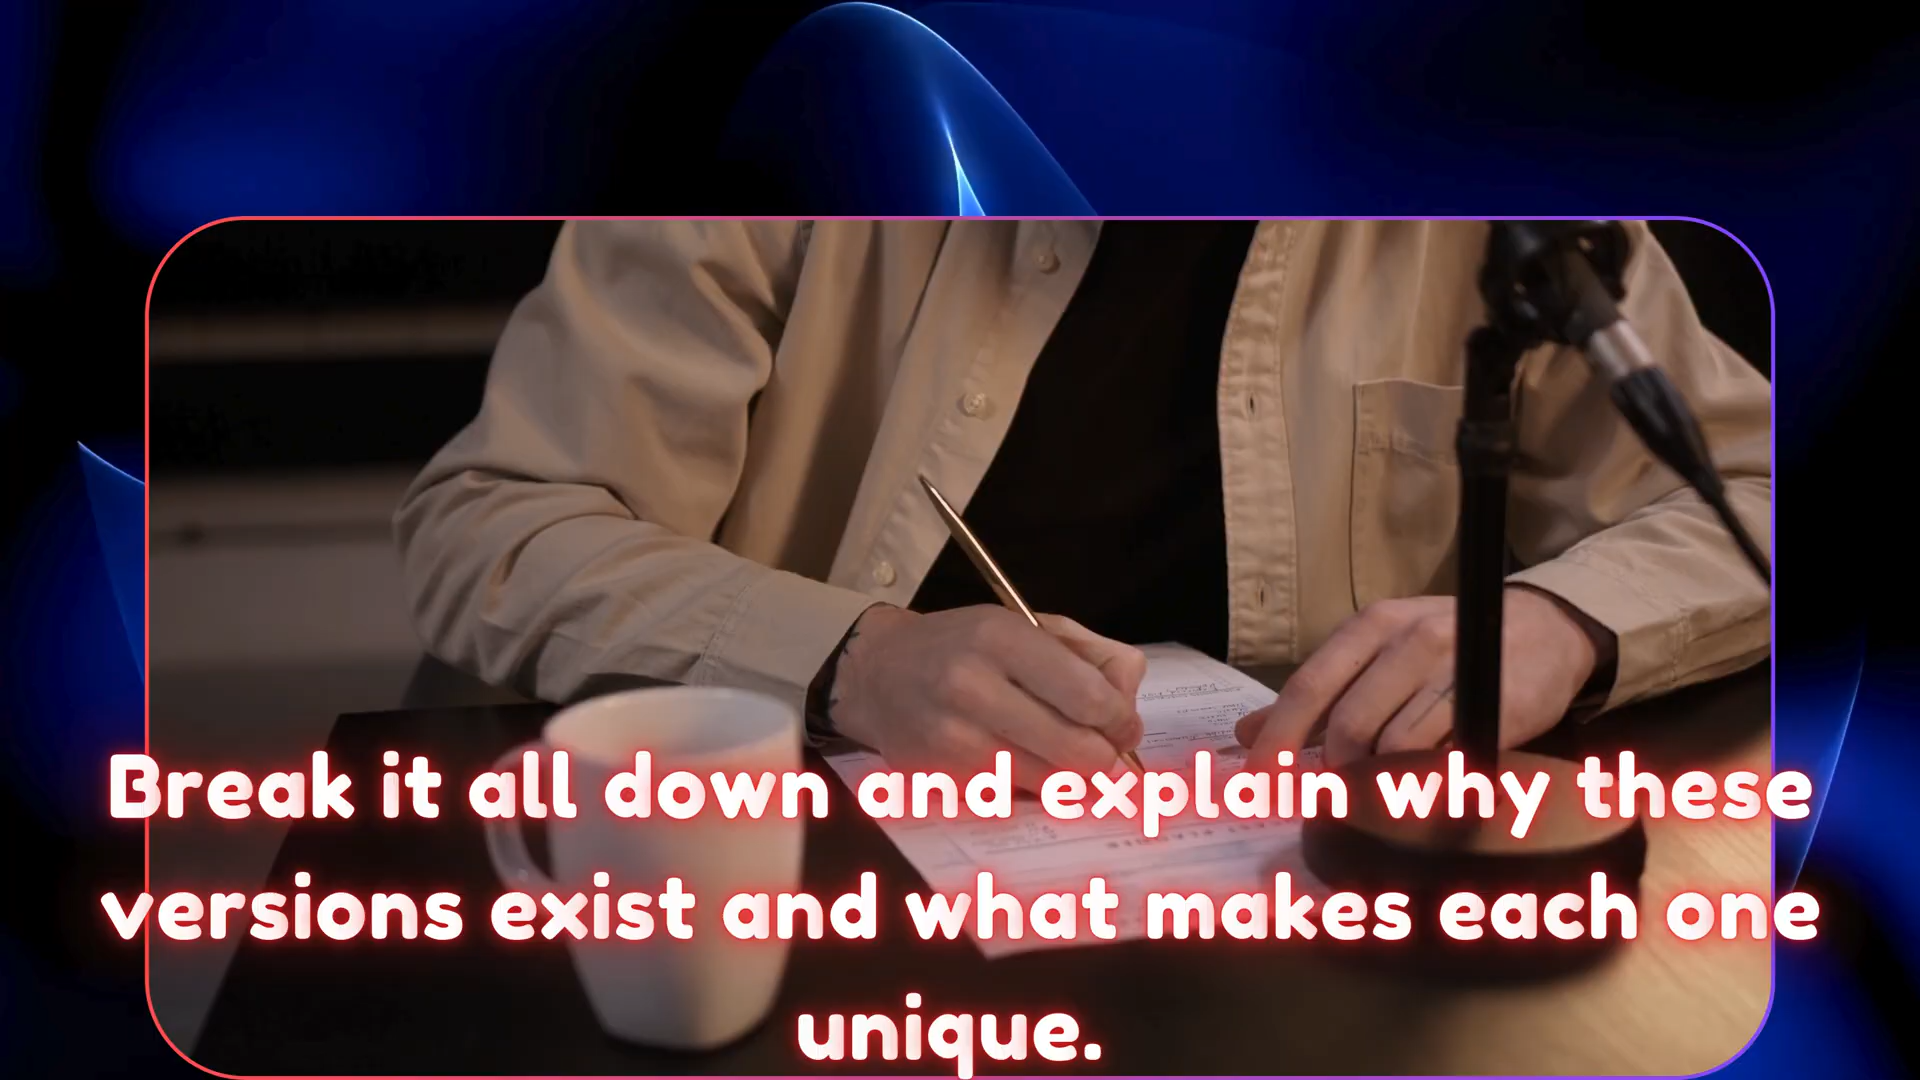 Break it all down and explain why these
versions exist and what makes each one
unique.